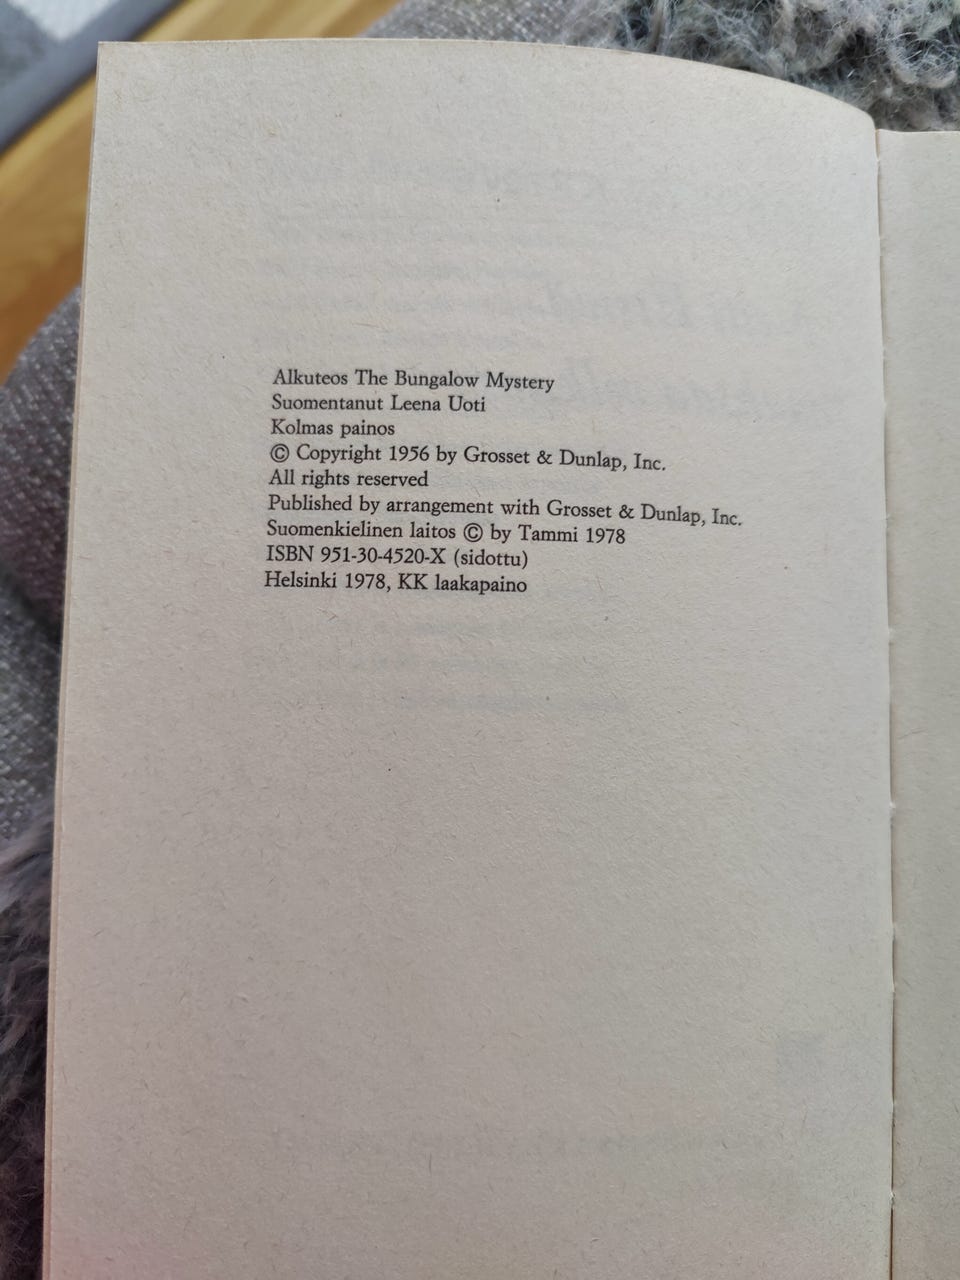 Alkuteos The Bungalow Mystery
Suomentanut Leena Uoti
Kolmas painos
© Copyright 1956 by Grosset & Dunlap, Inc.
All rights reserved
Published by arrangement with Grosset & Dunlap, Inc.
Suomenkielinen laitos © by Tammi 1978
ISBN 951-30-4520-X (sidottu)
Helsinki 1978, KK laakapaino